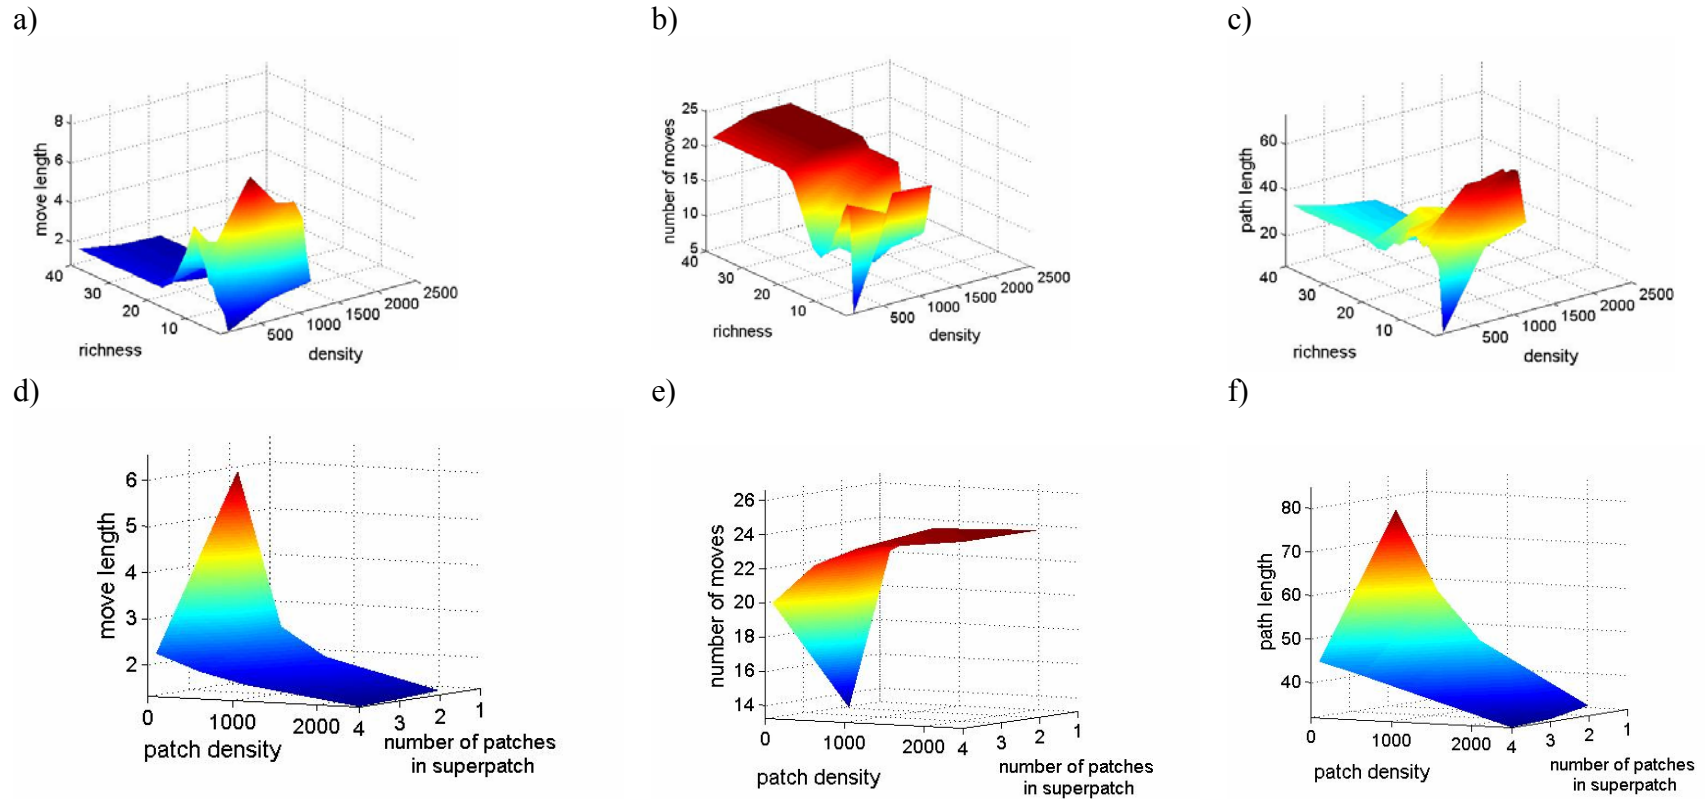 a)
b)
c)
move length
8
6
4
2
40
30
20
10
richness
500
1000
1500
2000
2500
density
number of moves
25
20
15
10
5
40
30
20
10
richness
500
1000
1500
2000
2500
density
path length
60
40
20
40
30
20
10
richness
500
1000
1500
2000
2500
density
d)
e)
f)
move length
6
5
4
3
2
0
1000
2000
patch density
4
3
2
1
number of patches
in superpatch
number of moves
26
24
22
20
18
16
14
0
1000
2000
patch density
4
3
2
1
number of patches
in superpatch
path length
80
70
60
50
40
0
1000
2000
patch density
4
3
2
1
number of patches
in superpatch